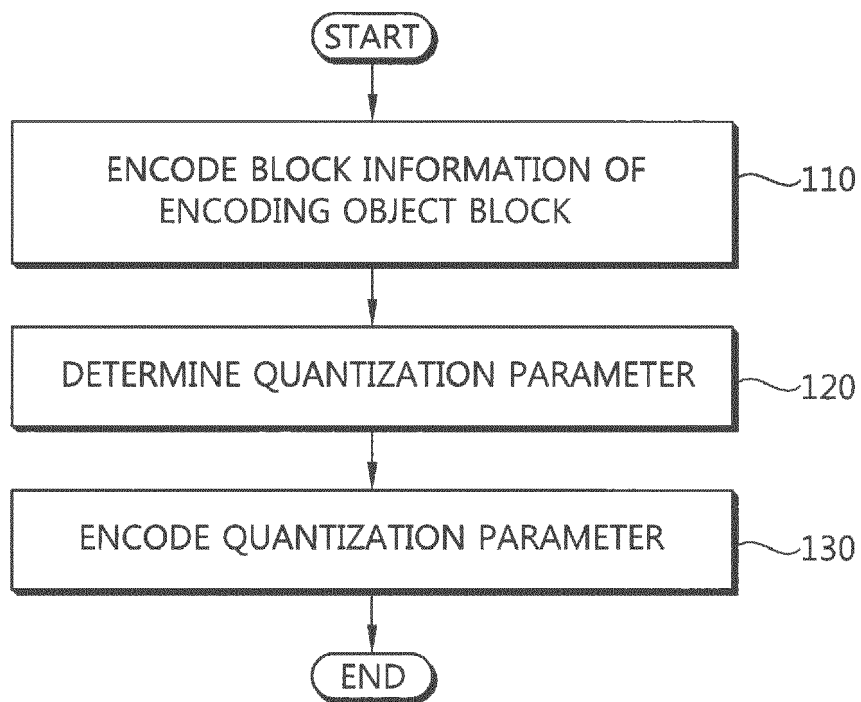 START
ENCODE BLOCK INFORMATION OF
ENCODING OBJECT BLOCK
110
DETERMINE QUANTIZATION PARAMETER
120
ENCODE QUANTIZATION PARAMETER
130
END